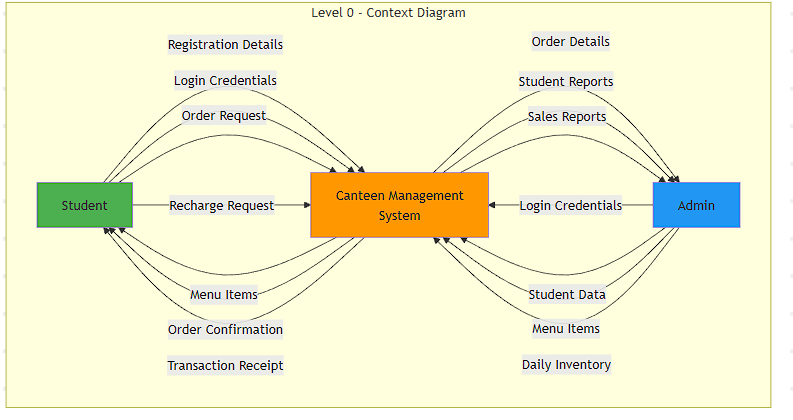 Level 0 - Context Diagram
Registration Details
Order Details
Login Credentials
Student Reports
Order Request
Sales Reports
Student
Recharge Request
Canteen Management
System
Login Credentials
Admin
Menu Items
Student Data
Order Confirmation
Menu Items
Transaction Receipt
Daily Inventory